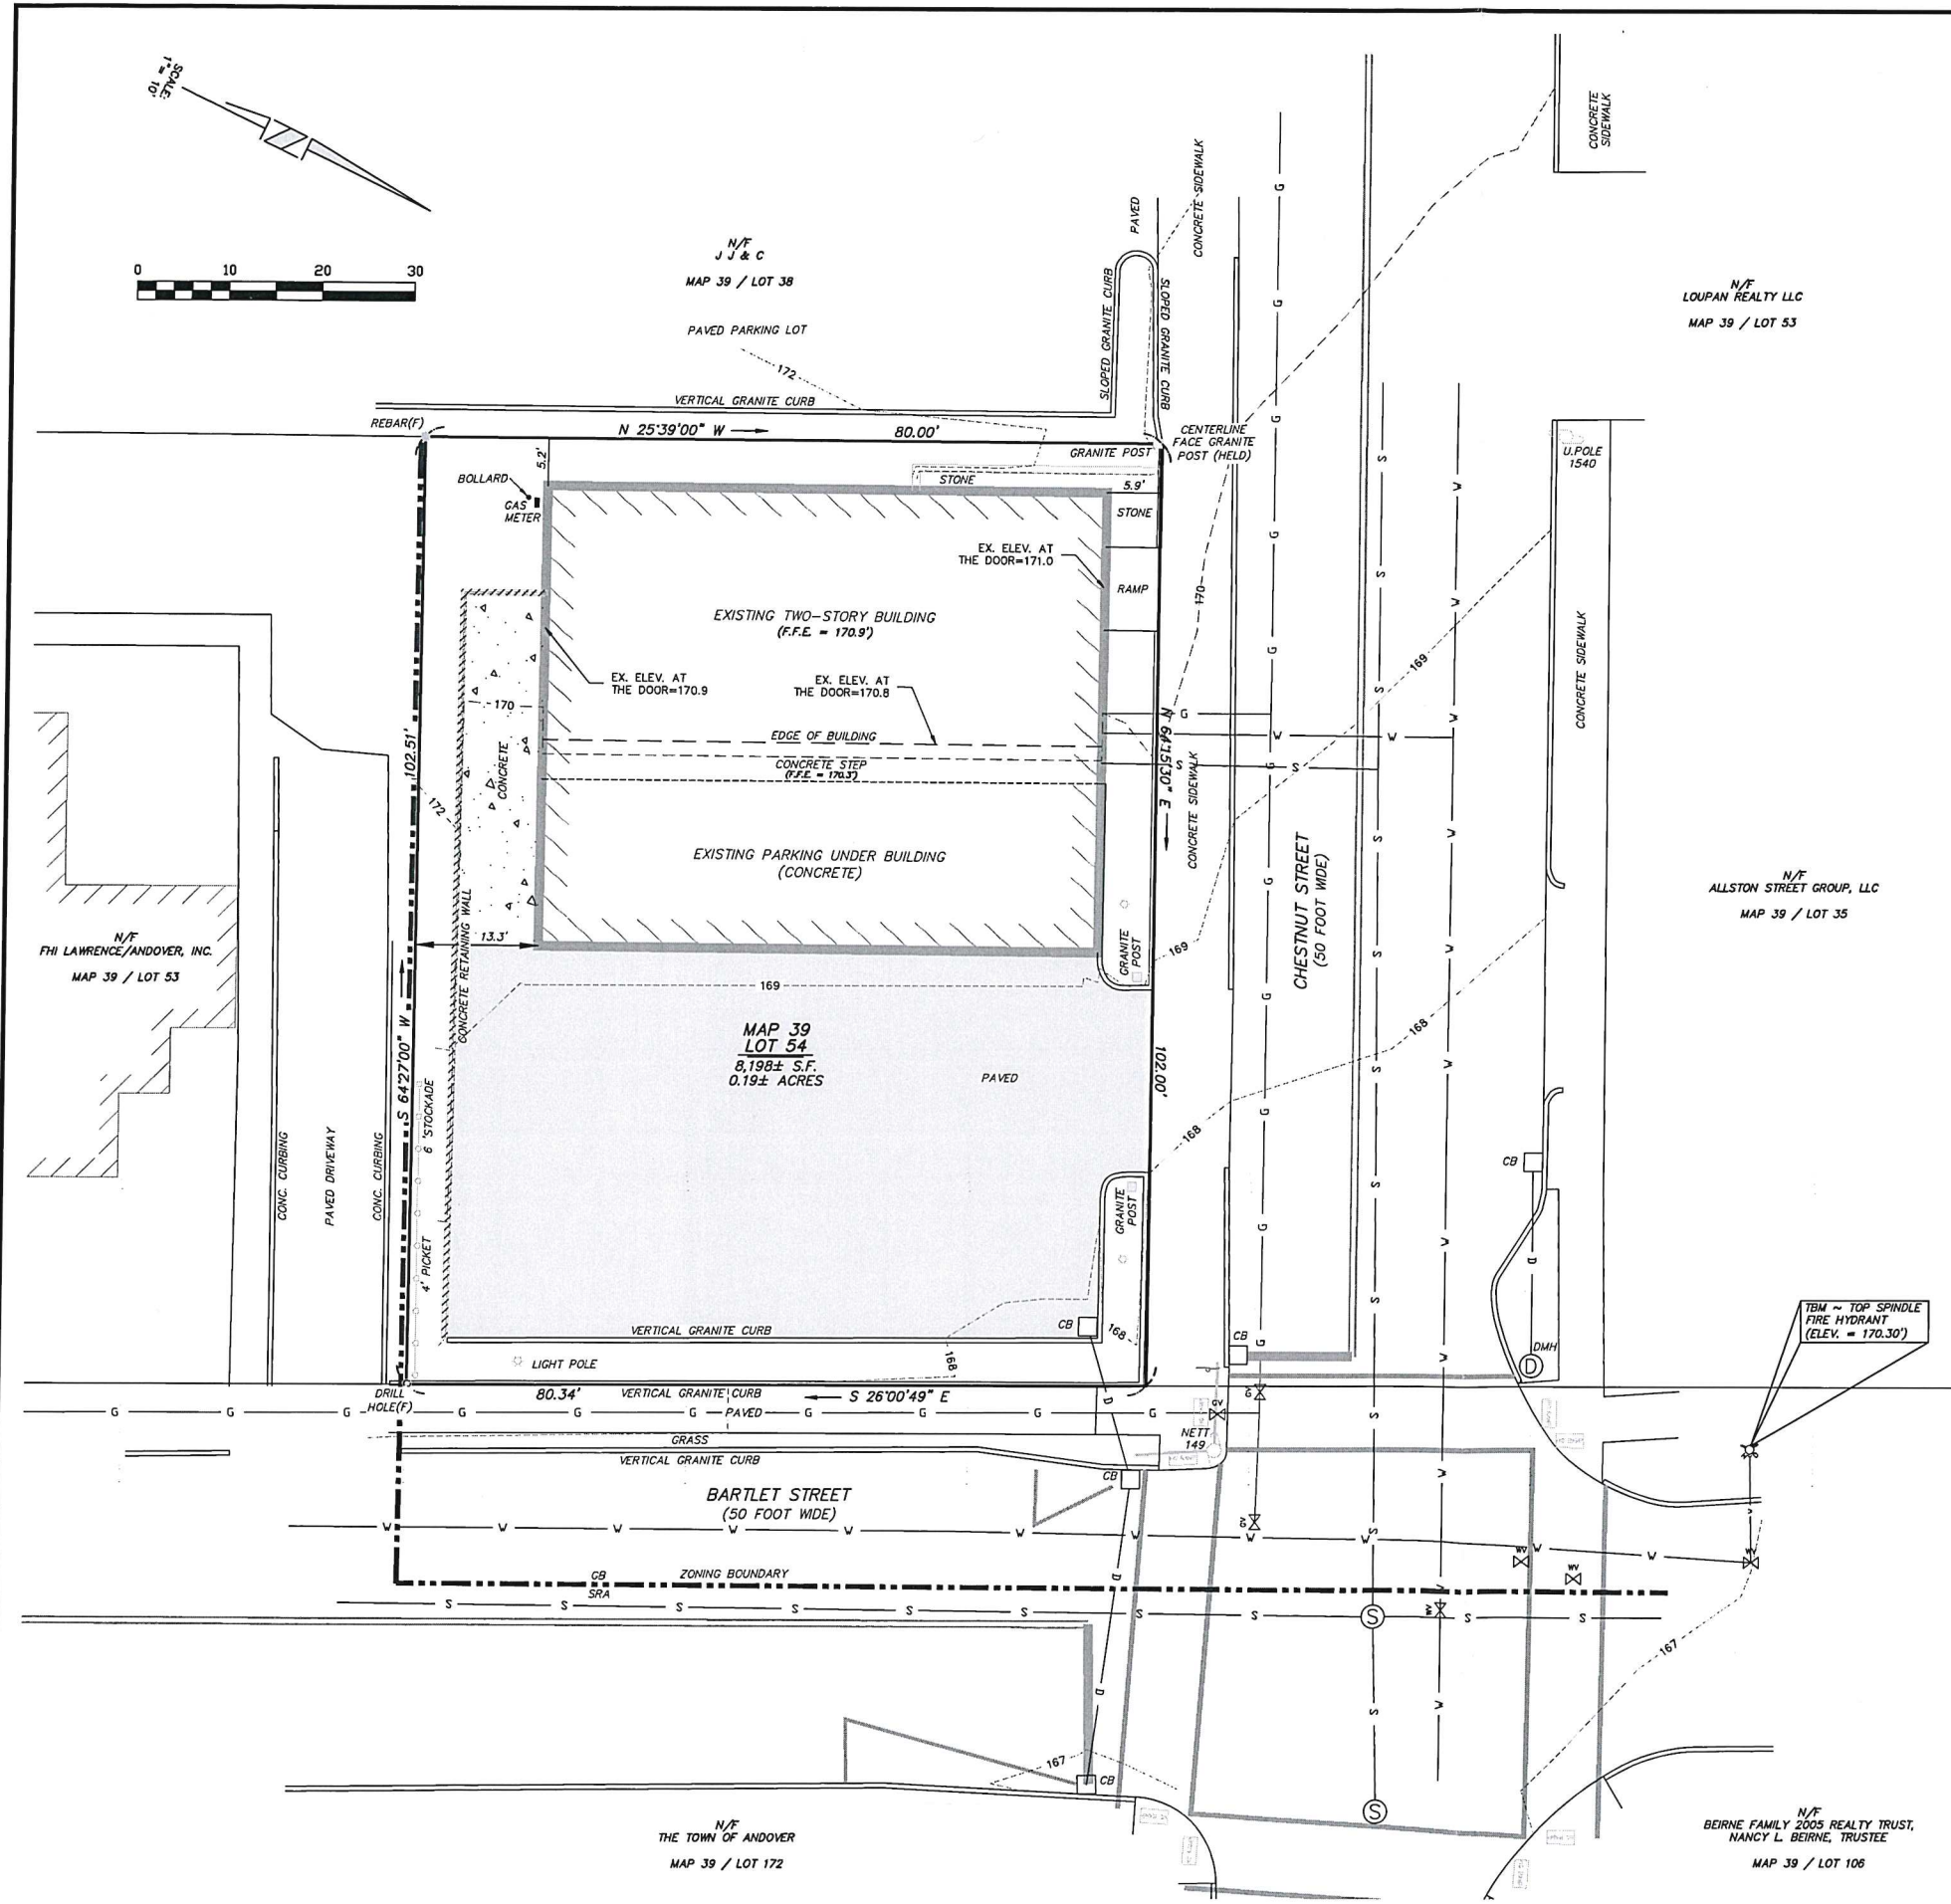 SCALE:
1"= 10'
0 10 20 30
N/F
J J & C
MAP 39 / LOT 38
PAVED PARKING LOT
172
VERTICAL GRANITE CURB
REBAR(F)
N 25°39'00" W
80.00'
PAVED
CONCRETE SIDEWALK
SLOPED GRANITE CURB
SLOPED GRANITE CURB
CENTERLINE
FACE GRANITE
POST (HELD)
GRANITE POST
CONCRETE
SIDEWALK
N/F
LOUPAN REALTY LLC
MAP 39 / LOT 53
U.POLE
1540
BOLLARD
GAS
METER
5.2'
STONE
5.9'
STONE
EX. ELEV. AT
THE DOOR=171.0
RAMP
170
EXISTING TWO-STORY BUILDING
(F.F.E. = 170.9')
EX. ELEV. AT
THE DOOR=170.9
EX. ELEV. AT
THE DOOR=170.8
170
EDGE OF BUILDING
CONCRETE STEP
(F.F.E. = 170.3')
CONCRETE
102.51'
172
N 64°15'30" E
CONCRETE SIDEWALK
169
CONCRETE SIDEWALK
EXISTING PARKING UNDER BUILDING
(CONCRETE)
CHESTNUT STREET
(50 FOOT WIDE)
N/F
ALLSTON STREET GROUP, LLC
MAP 39 / LOT 35
N/F
FHI LAWRENCE/ANDOVER, INC.
MAP 39 / LOT 53
13.3'
CONCRETE RETAINING WALL
GRANITE
POST
169
169
S 64°27'00" W
MAP 39
LOT 54
8,198± S.F.
0.19± ACRES
PAVED
102.00'
168
168
6 'STOCKADE
4' PICKET
CONC. CURBING
PAVED DRIVEWAY
CONC. CURBING
GRANITE
POST
CB
D
DMH
D
TBM ~ TOP SPINDLE
FIRE HYDRANT
(ELEV. = 170.30')
VERTICAL GRANITE CURB
CB
168
CB
LIGHT POLE
168
DRILL
HOLE(F)
80.34'
VERTICAL GRANITE CURB
S 26°00'49" E
G G G G G G PAVED G G G G
GRASS
VERTICAL GRANITE CURB
NETT
149
GV
GV
GV
CB
BARTLET STREET
(50 FOOT WIDE)
W W W W W W W W W W W
WV
WV
WV
WV
GB
ZONING BOUNDARY
SRA
S S S S S S S S S S S
S
167
167
CB
D
D
S
N/F
THE TOWN OF ANDOVER
MAP 39 / LOT 172
N/F
BEIRNE FAMILY 2005 REALTY TRUST,
NANCY L. BEIRNE, TRUSTEE
MAP 39 / LOT 106